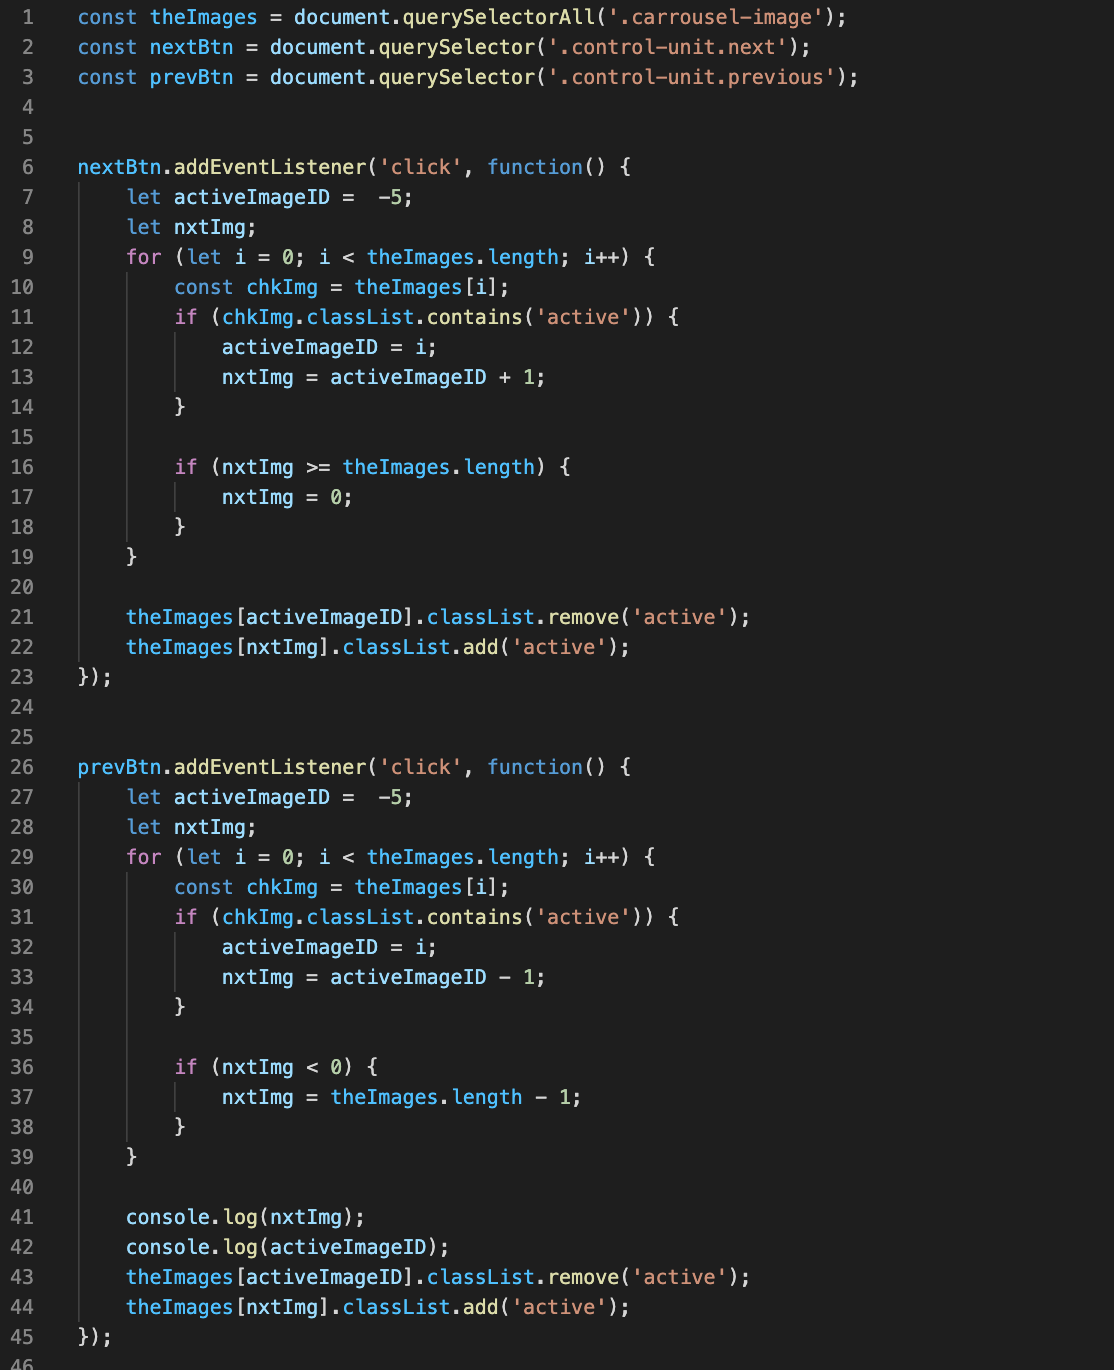 1 const theImages = document.querySelectorAll('.carrousel-image');
2 const nextBtn = document.querySelector('.control-unit.next');
3 const prevBtn = document.querySelector('.control-unit.previous');
4
5
6 nextBtn.addEventListener('click', function() {
7     let activeImageID =  -5;
8     let nxtImg;
9     for (let i = 0; i < theImages.length; i++) {
10         const chkImg = theImages[i];
11         if (chkImg.classList.contains('active')) {
12             activeImageID = i;
13             nxtImg = activeImageID + 1;
14         }
15
16         if (nxtImg >= theImages.length) {
17             nxtImg = 0;
18         }
19     }
20
21     theImages[activeImageID].classList.remove('active');
22     theImages[nxtImg].classList.add('active');
23 });
24
25
26 prevBtn.addEventListener('click', function() {
27     let activeImageID =  -5;
28     let nxtImg;
29     for (let i = 0; i < theImages.length; i++) {
30         const chkImg = theImages[i];
31         if (chkImg.classList.contains('active')) {
32             activeImageID = i;
33             nxtImg = activeImageID - 1;
34         }
35
36         if (nxtImg < 0) {
37             nxtImg = theImages.length - 1;
38         }
39     }
40
41     console.log(nxtImg);
42     console.log(activeImageID);
43     theImages[activeImageID].classList.remove('active');
44     theImages[nxtImg].classList.add('active');
45 });
46